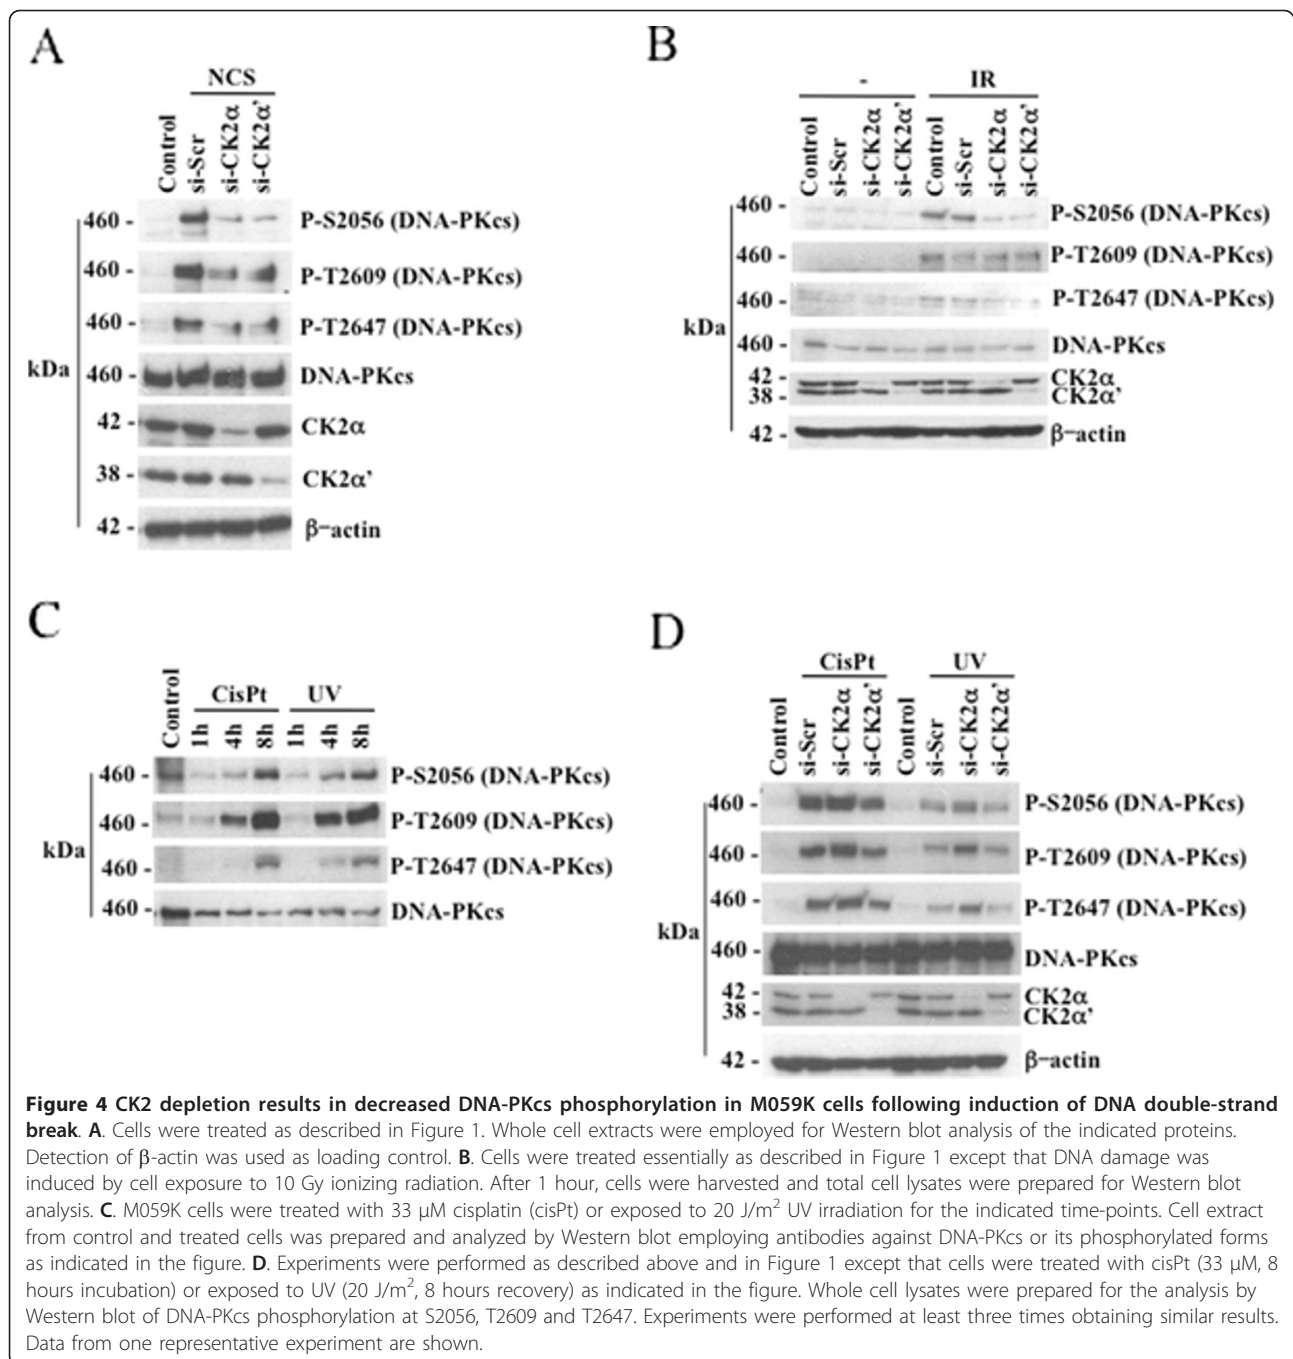 A
NCS
Control
si-Scr
si-CK2α
si-CK2α'
460 - P-S2056 (DNA-PKcs)
460 - P-T2609 (DNA-PKcs)
460 - P-T2647 (DNA-PKcs)
kDa
460 - DNA-PKcs
42 - CK2α
38 - CK2α'
42 - β-actin
B
- IR
Control
si-Scr
si-CK2α
si-CK2α'
Control
si-Scr
si-CK2α
si-CK2α'
460 - P-S2056 (DNA-PKcs)
460 - P-T2609 (DNA-PKcs)
460 - P-T2647 (DNA-PKcs)
kDa
460 - DNA-PKcs
42 - CK2α
38 - CK2α'
42 - β-actin
C
Control
CisPt UV
1h 4h 8h 1h 4h 8h
460 - P-S2056 (DNA-PKcs)
460 - P-T2609 (DNA-PKcs)
kDa
460 - P-T2647 (DNA-PKcs)
460 - DNA-PKcs
D
CisPt UV
Control
si-Scr
si-CK2α
si-CK2α'
Control
si-Scr
si-CK2α
si-CK2α'
460 - P-S2056 (DNA-PKcs)
460 - P-T2609 (DNA-PKcs)
460 - P-T2647 (DNA-PKcs)
kDa
460 - DNA-PKcs
42 - CK2α
38 - CK2α'
42 - β-actin
Figure 4 CK2 depletion results in decreased DNA-PKcs phosphorylation in M059K cells following induction of DNA double-strand
break. A. Cells were treated as described in Figure 1. Whole cell extracts were employed for Western blot analysis of the indicated proteins.
Detection of β-actin was used as loading control. B. Cells were treated essentially as described in Figure 1 except that DNA damage was
induced by cell exposure to 10 Gy ionizing radiation. After 1 hour, cells were harvested and total cell lysates were prepared for Western blot
analysis. C. M059K cells were treated with 33 μM cisplatin (cisPt) or exposed to 20 J/m² UV irradiation for the indicated time-points. Cell extract
from control and treated cells was prepared and analyzed by Western blot employing antibodies against DNA-PKcs or its phosphorylated forms
as indicated in the figure. D. Experiments were performed as described above and in Figure 1 except that cells were treated with cisPt (33 μM, 8
hours incubation) or exposed to UV (20 J/m², 8 hours recovery) as indicated in the figure. Whole cell lysates were prepared for the analysis by
Western blot of DNA-PKcs phosphorylation at S2056, T2609 and T2647. Experiments were performed at least three times obtaining similar results.
Data from one representative experiment are shown.